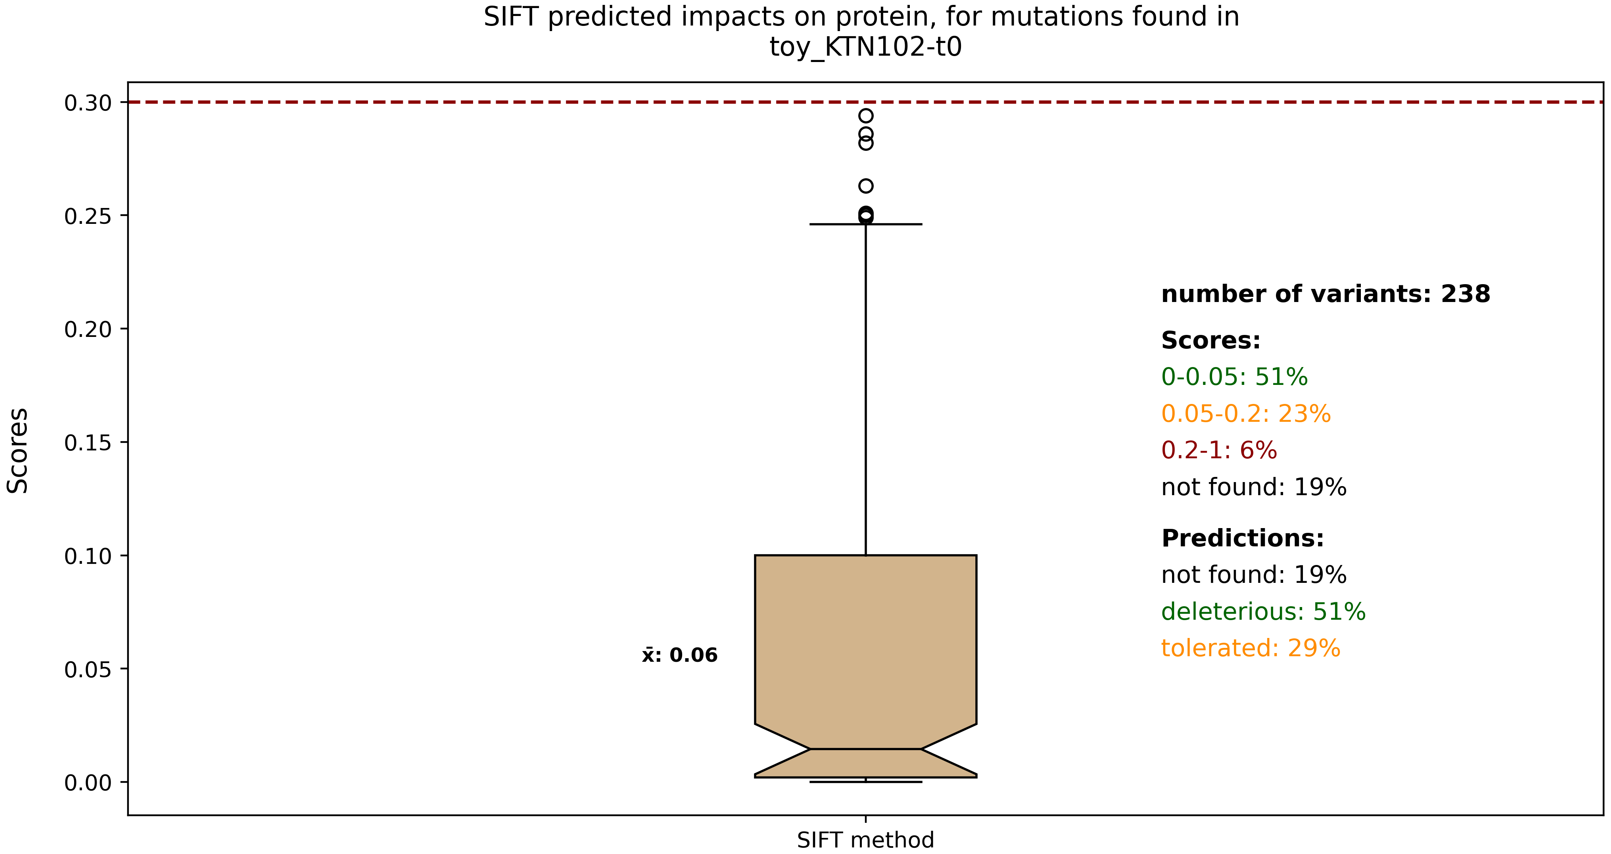 SIFT predicted impacts on protein, for mutations found in
toy_KTN102-t0
0.30
0.25
0.20
0.15
0.10
0.05
0.00
Scores
x̄: 0.06
number of variants: 238
Scores:
0-0.05: 51%
0.05-0.2: 23%
0.2-1: 6%
not found: 19%
Predictions:
not found: 19%
deleterious: 51%
tolerated: 29%
SIFT method